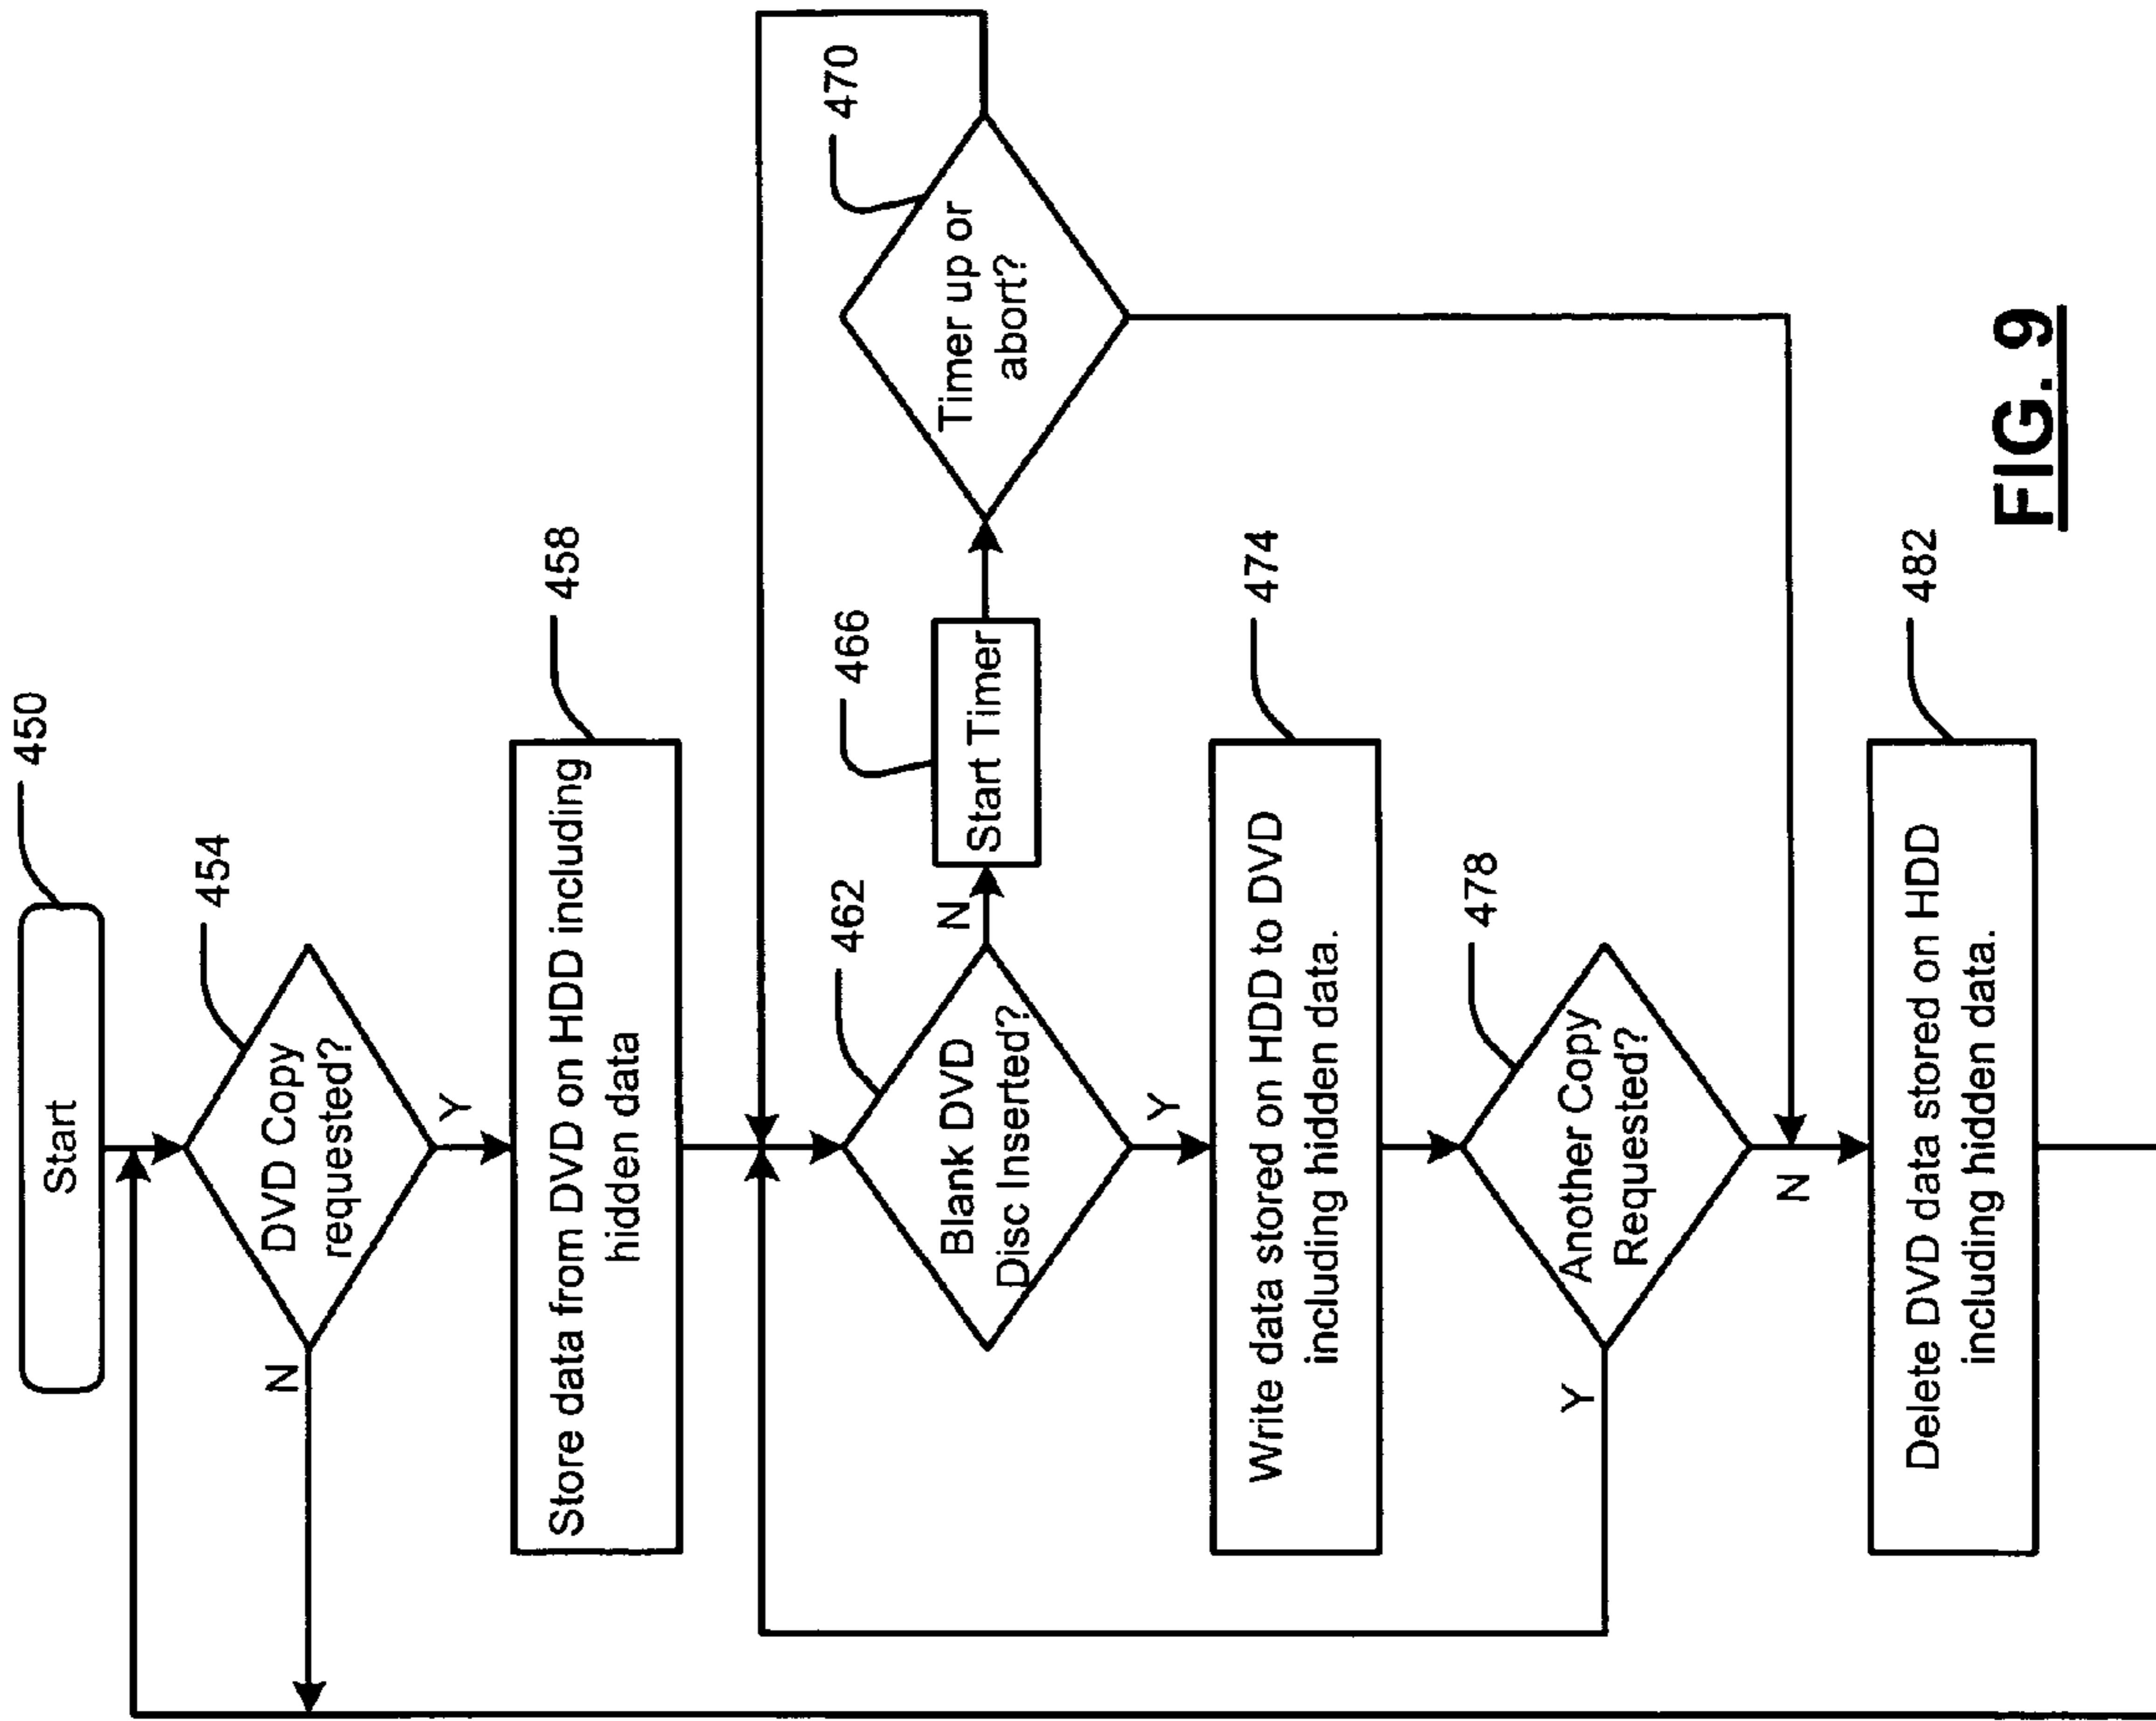 Start
450
DVD Copy
requested?
454
N
Y
Store data from DVD on HDD including
hidden data
458
Blank DVD
Disc Inserted?
462
N
Start Timer
466
Timer up or
abort?
470
Y
Write data stored on HDD to DVD
including hidden data.
474
Another Copy
Requested?
478
Y
N
Delete DVD data stored on HDD
including hidden data.
482
FIG. 9